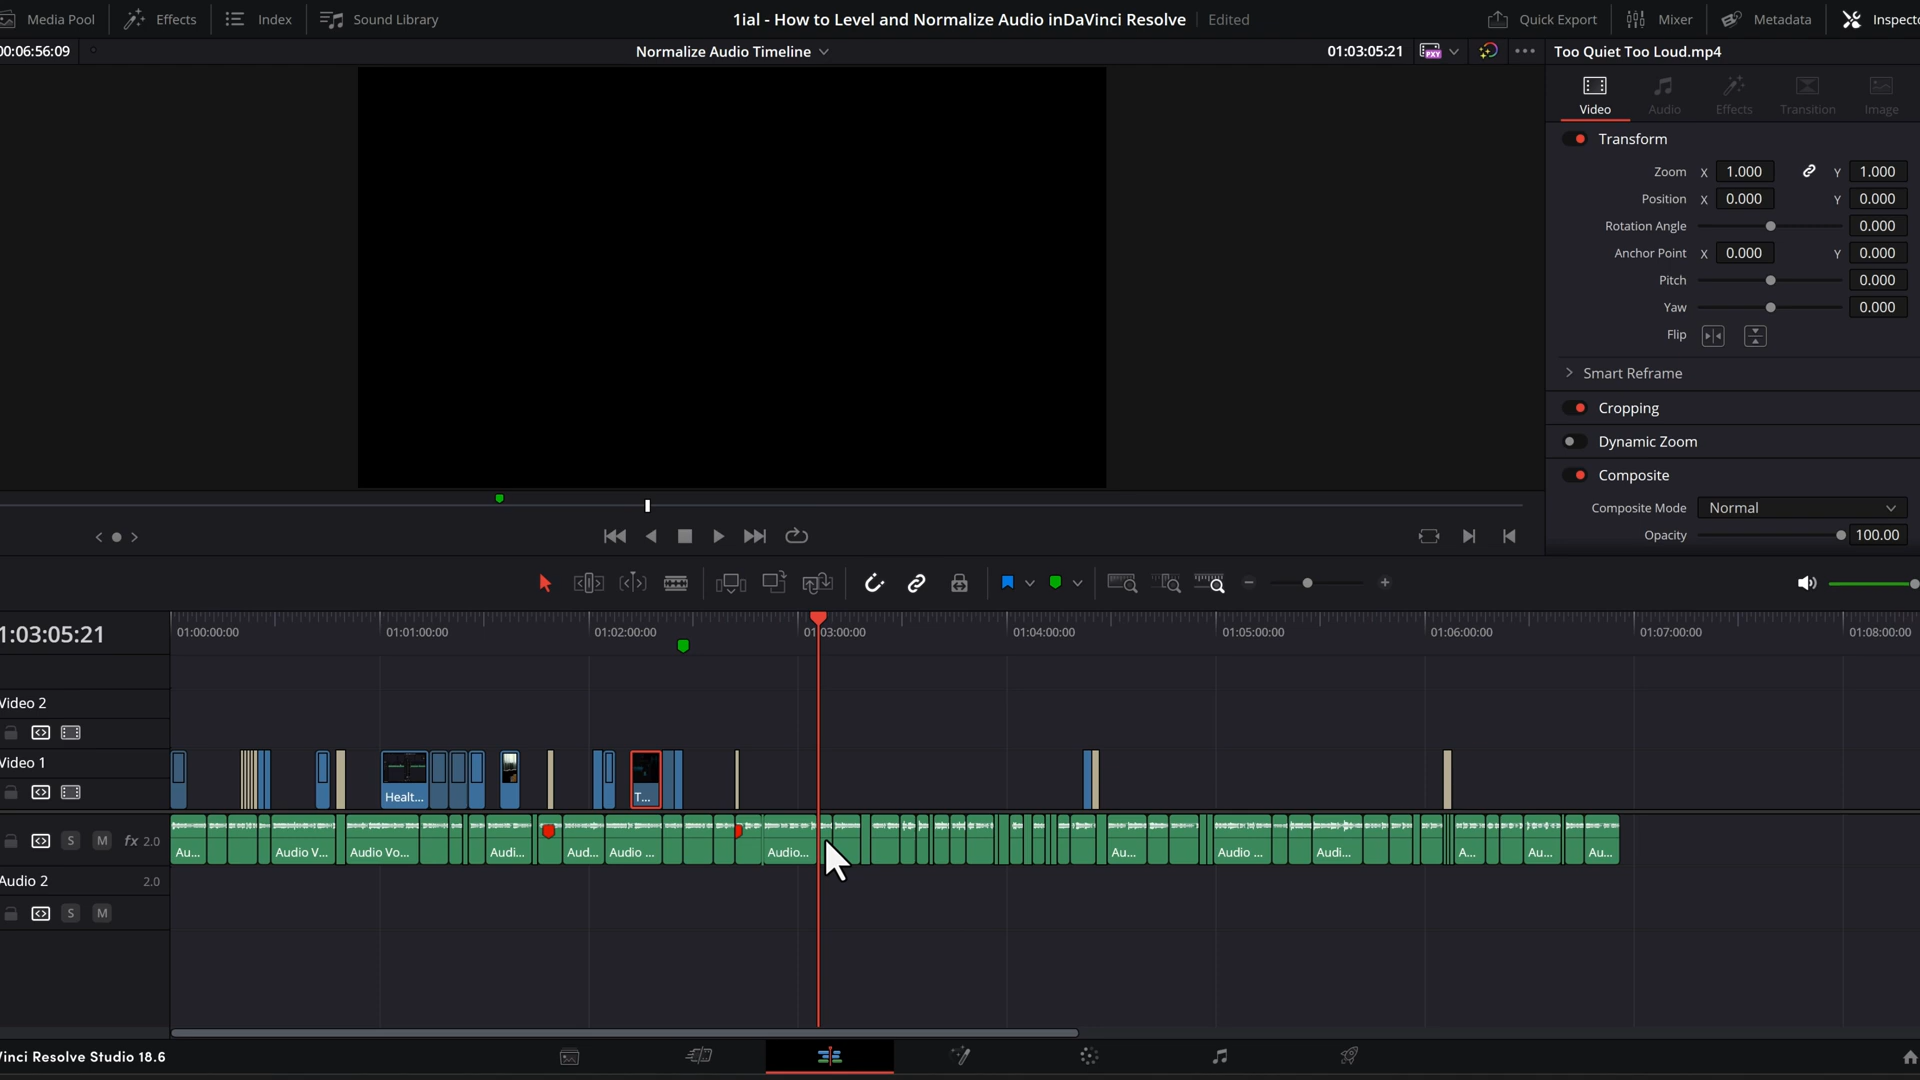 Media Pool
Effects
Index
Sound Library
1ial - How to Level and Normalize Audio inDaVinci Resolve
Edited
Quick Export
Mixer
Metadata
Inspecto
00:06:56:09
Normalize Audio Timeline
01:03:05:21
PXY
Too Quiet Too Loud.mp4
Video
Audio
Effects
Transition
Image
Transform
Zoom X 1.000 Y 1.000
Position X 0.000 Y 0.000
Rotation Angle 0.000
Anchor Point X 0.000 Y 0.000
Pitch 0.000
Yaw 0.000
Flip
Smart Reframe
Cropping
Dynamic Zoom
Composite
Composite Mode Normal
Opacity 100.00
1:03:05:21
01:00:00:00
01:01:00:00
01:02:00:00
01:03:00:00
01:04:00:00
01:05:00:00
01:06:00:00
01:07:00:00
01:08:00:00
Video 2
Video 1
Healt...
T...
S M fx 2.0
Au...
Audio V...
Audio Vo...
Audi...
Aud...
Audio ...
Audio...
Au...
Audio ...
Audi...
A...
Au...
Au...
Audio 2 2.0
S M
Vinci Resolve Studio 18.6